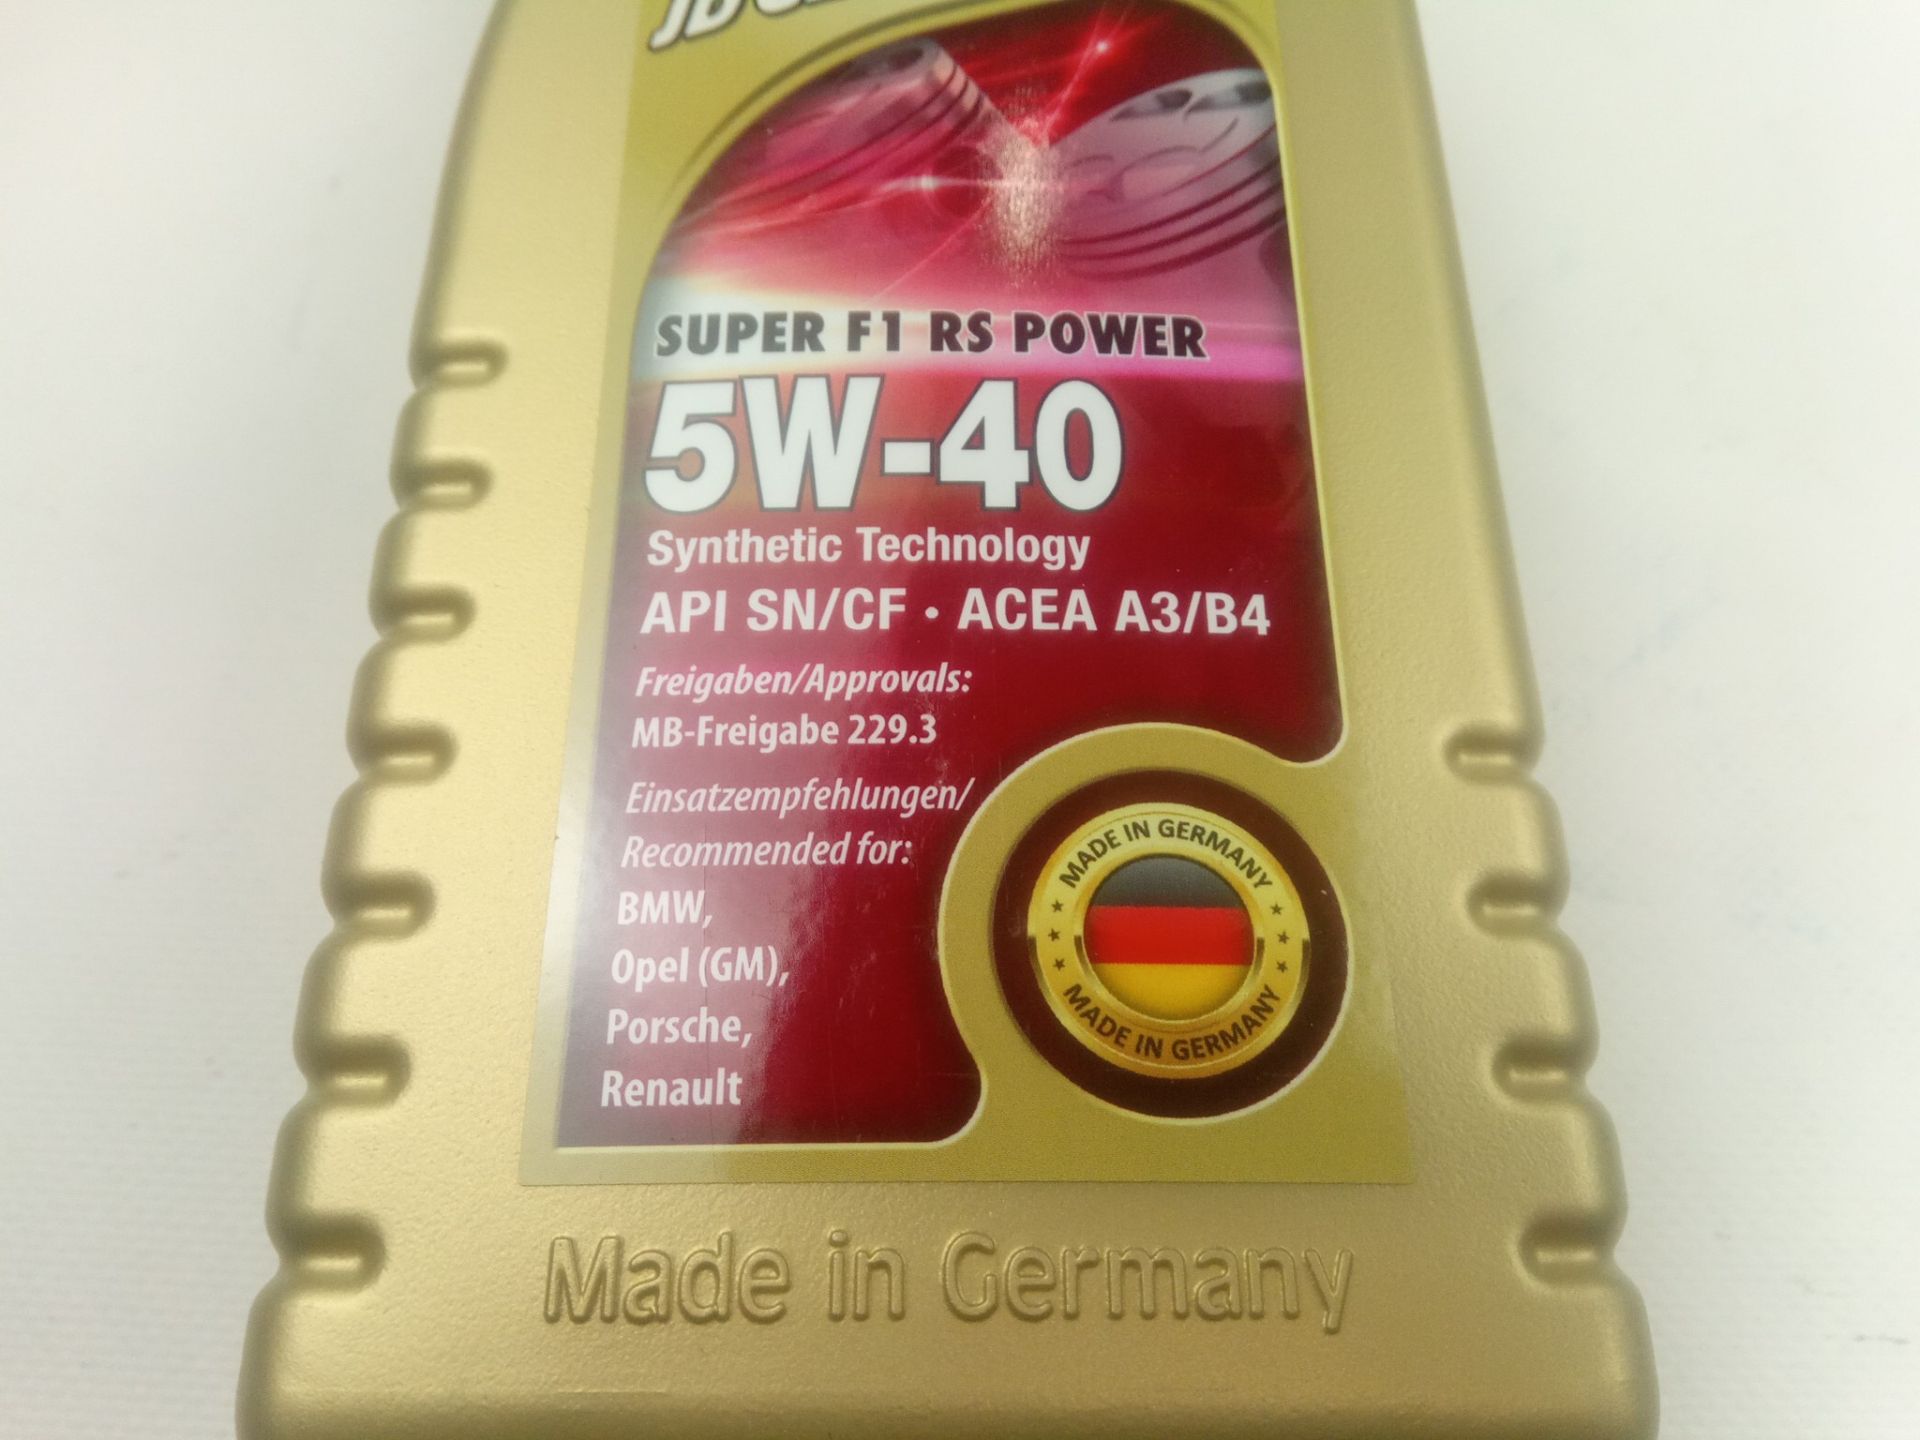 SUPER F1 RS POWER
5W-40
Synthetic Technology
API SN/CF • ACEA A3/B4
Freigaben/Approvals:
MB-Freigabe 229.3
Einsatzempfehlungen/
Recommended for:
BMW,
Opel (GM),
Porsche,
Renault
MADE IN GERMANY
MADE IN GERMANY
Made in Germany